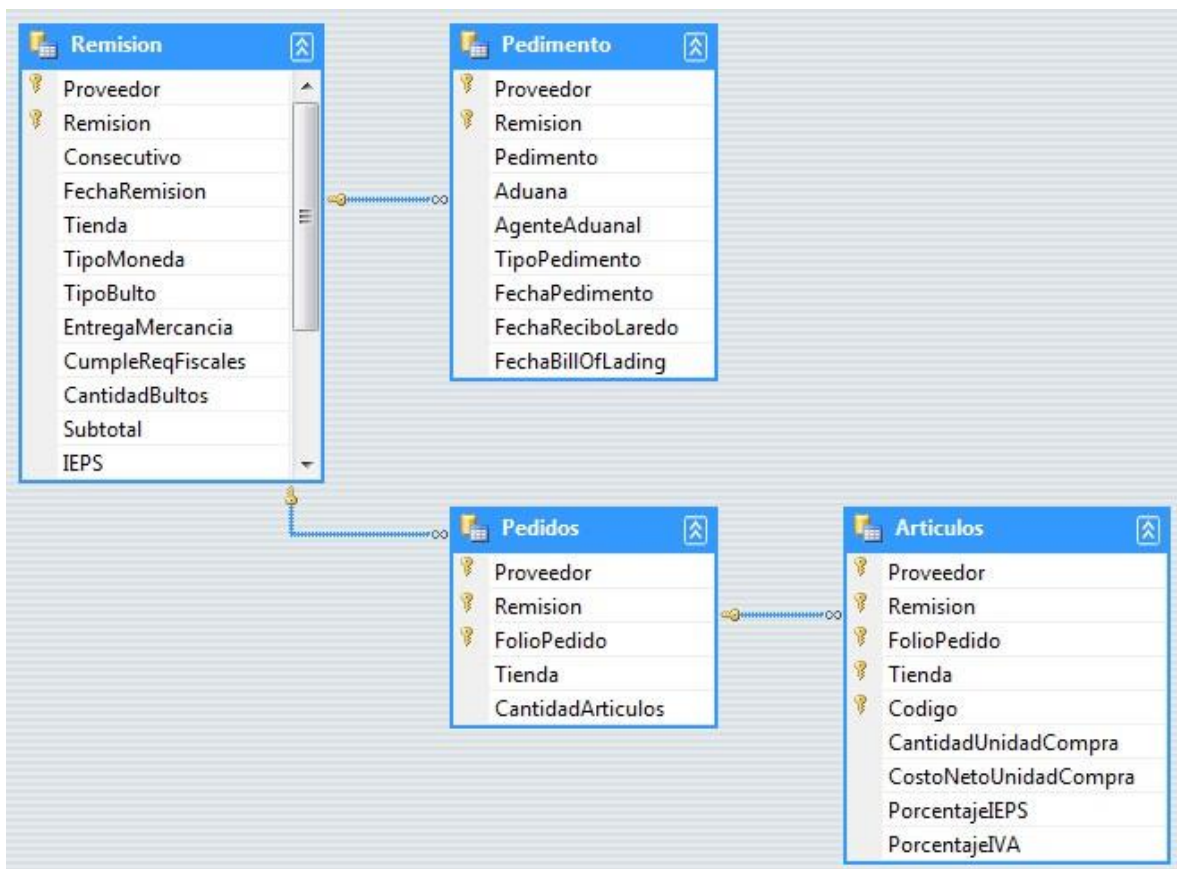 Remision
Proveedor
Remision
Consecutivo
FechaRemision
Tienda
TipoMoneda
TipoBulto
EntregaMercancia
CumpleReqFiscales
CantidadBultos
Subtotal
IEPS
Pedimento
Proveedor
Remision
Pedimento
Aduana
AgenteAduanal
TipoPedimento
FechaPedimento
FechaReciboLaredo
FechaBillOfLading
Pedidos
Proveedor
Remision
FolioPedido
Tienda
CantidadArticulos
Articulos
Proveedor
Remision
FolioPedido
Tienda
Codigo
CantidadUnidadCompra
CostoNetoUnidadCompra
PorcentajeIEPS
PorcentajeIVA